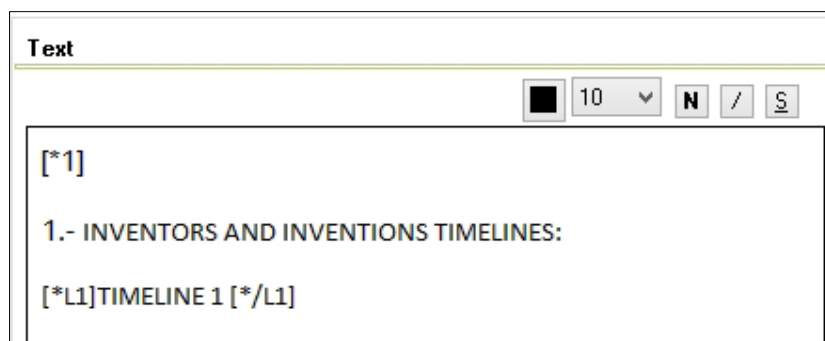 Text
10 N / S
[*1]
1.- INVENTORS AND INVENTIONS TIMELINES:
[*L1]TIMELINE 1 [*/L1]